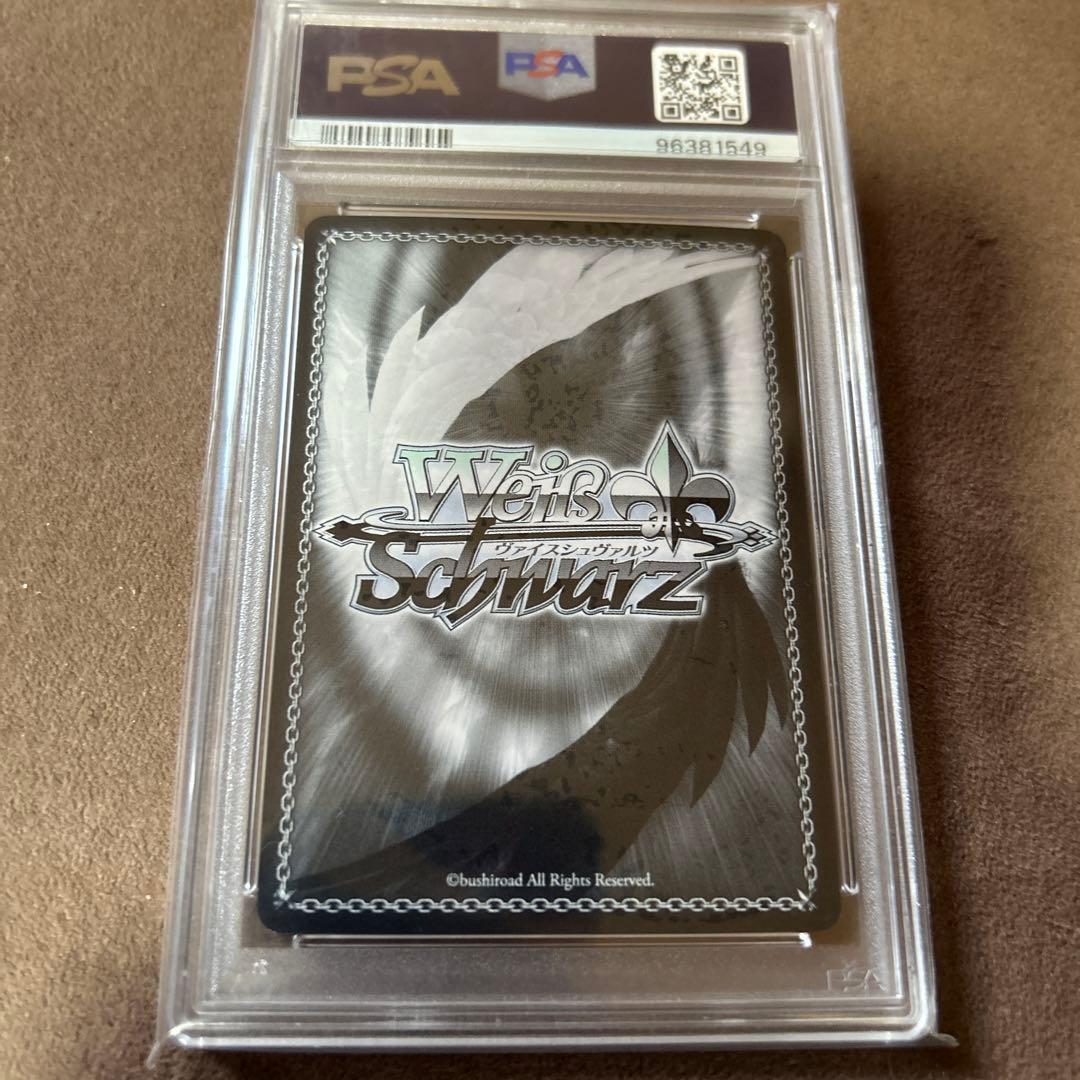 PSA
PSA
96381549
Weiß
ヴァイスシュヴァルツ
Schwarz
©bushiroad All Rights Reserved.
PSA